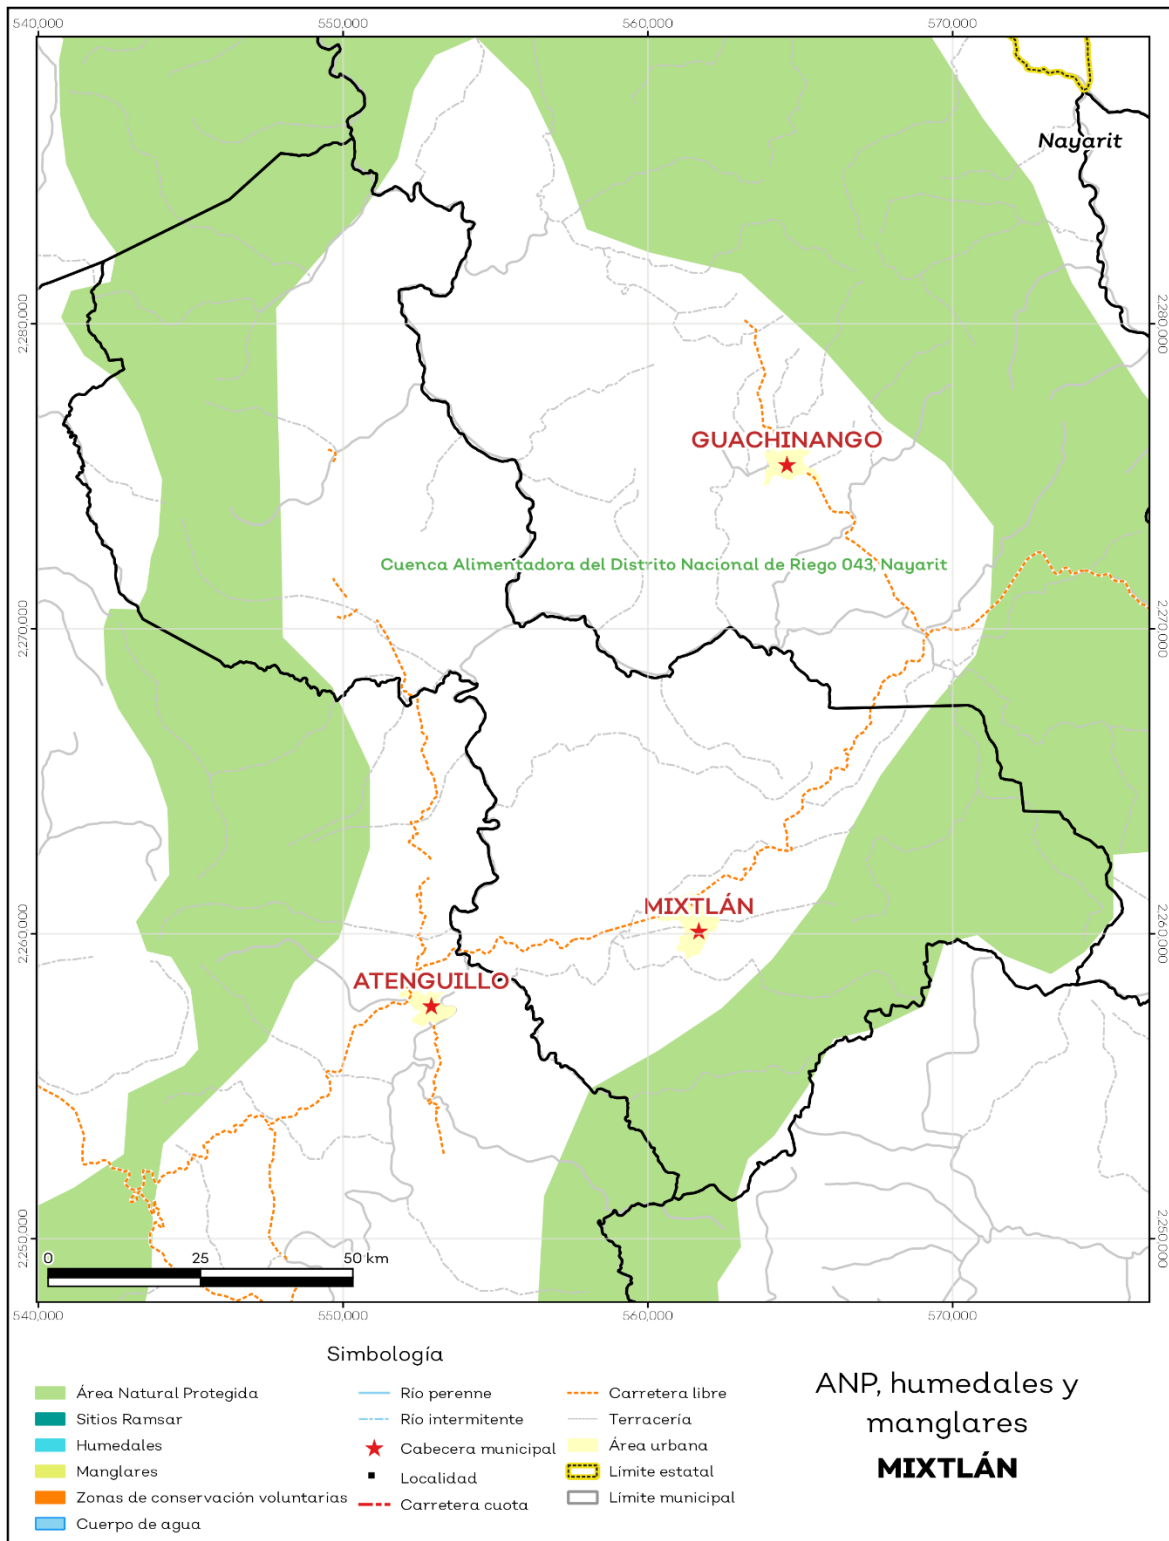 540,000 550,000 560,000 570,000
Nayarit
2,280,000 2,280,000
GUACHINANGO
Cuenca Alimentadora del Distrito Nacional de Riego 043, Nayarit
2,270,000 2,270,000
MIXTLÁN
2,260,000 2,260,000
ATENGUILLO
2,250,000 2,250,000
0 25 50 km
540,000 550,000 560,000 570,000
Simbología
Área Natural Protegida
Sitios Ramsar
Humedales
Manglares
Zonas de conservación voluntarias
Cuerpo de agua
Río perenne
Río intermitente
Cabecera municipal
Localidad
Carretera cuota
Carretera libre
Terracería
Área urbana
Límite estatal
Límite municipal
ANP, humedales y
manglares
MIXTLÁN